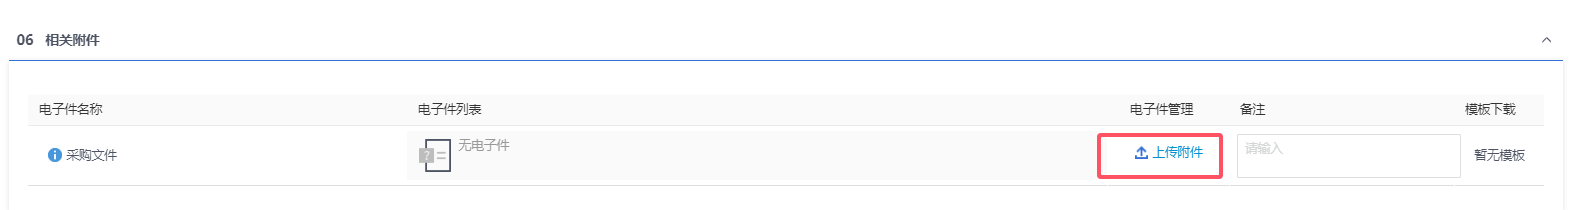 06 相关附件
电子件名称 电子件列表 电子件管理 备注 模板下载
采购文件 无电子件 上传附件 请输入 暂无模板